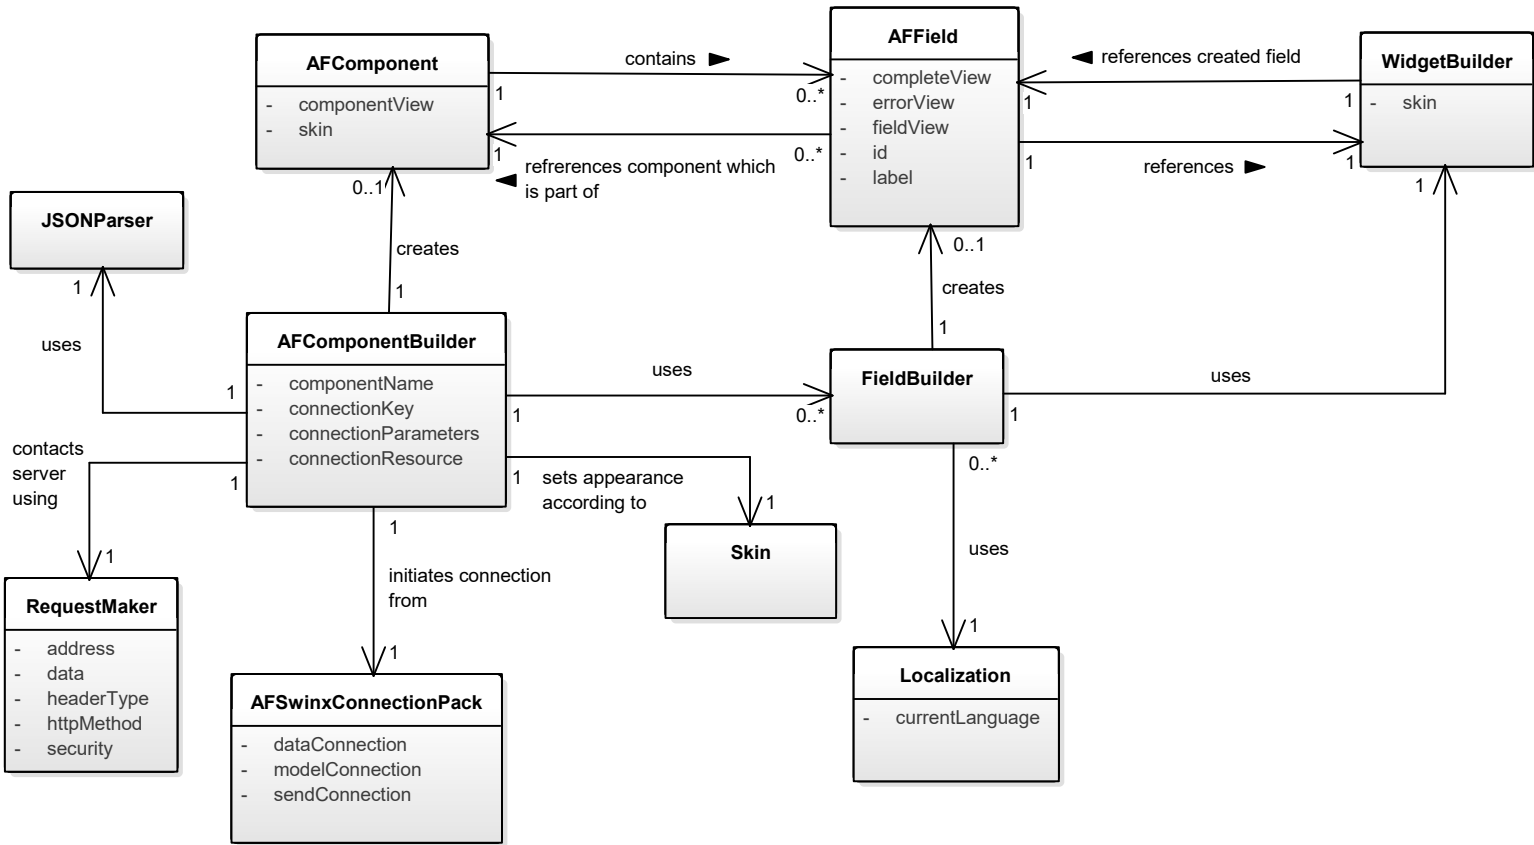 AFComponent
- componentView
- skin
contains ►
1
0..*
AFField
- completeView
- errorView
- fieldView
- id
- label
◄ references created field
1
1
WidgetBuilder
- skin
1
0..*
◄ refrerences component which
is part of
1
references ►
1
0..1
creates
1
JSONParser
1
uses
1
0..1
creates
1
1
uses
1
AFComponentBuilder
- componentName
- connectionKey
- connectionParameters
- connectionResource
uses
1
0..*
FieldBuilder
contacts
server
using
1
1
1
sets appearance
according to
1
Skin
0..*
uses
1
1
initiates connection
from
1
RequestMaker
- address
- data
- headerType
- httpMethod
- security
AFSwinxConnectionPack
- dataConnection
- modelConnection
- sendConnection
Localization
- currentLanguage